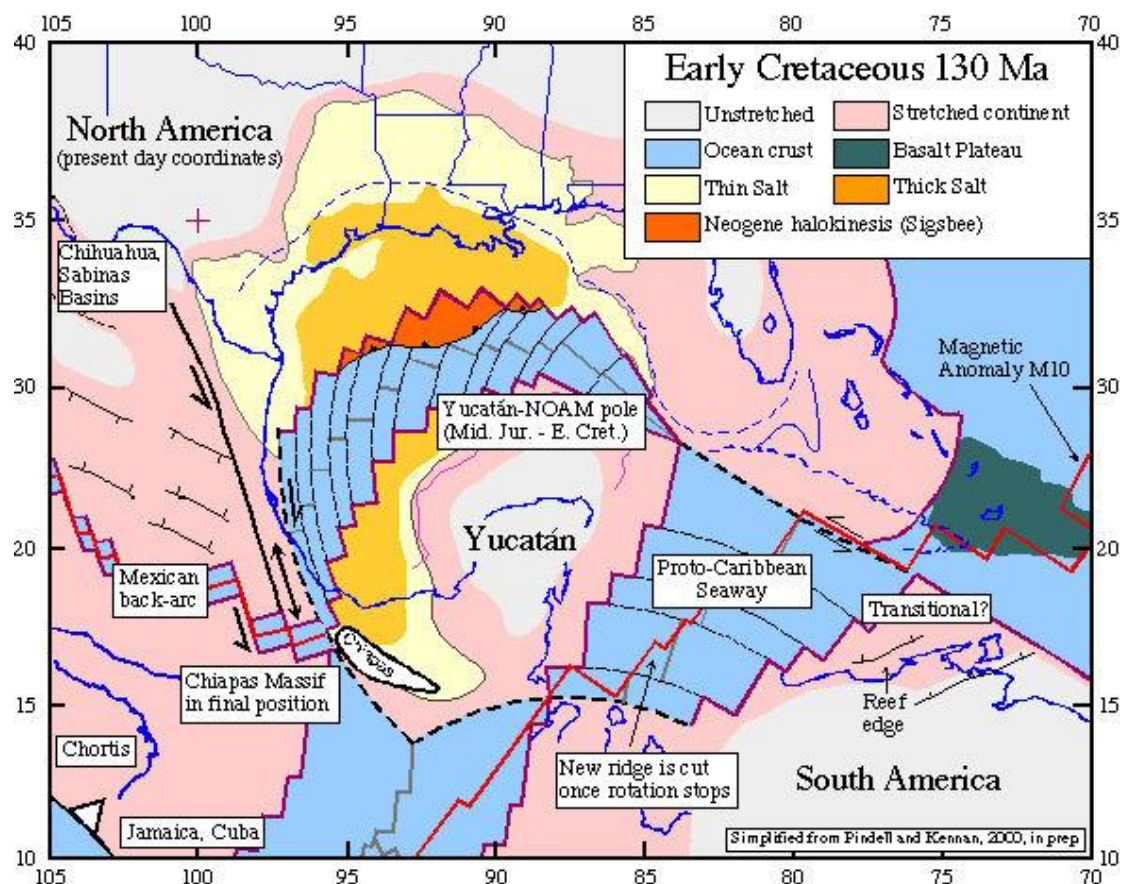 105
100
95
90
85
80
75
70
40
40
Early Cretaceous 130 Ma
Unstretched
Stretched continent
Ocean crust
Basalt Plateau
Thin Salt
Thick Salt
Neogene halokinesis (Sigsbee)
North America
(present day coordinates)
35
35
Chihuahua,
Sabinas
Basins
Magnetic
Anomaly M10
30
30
Yucatán-NOAM pole
(Mid. Jur. - E. Cret.)
Yucatán
20
20
Mexican
back-arc
Proto-Caribbean
Seaway
Transitional?
Chiapas
Chiapas Massif
in final position
15
15
Reef
edge
Chortis
New ridge is cut
once rotation stops
South America
Jamaica, Cuba
Simplified from Pindell and Kennan, 2000, in prep
10
10
105
100
95
90
85
80
75
70